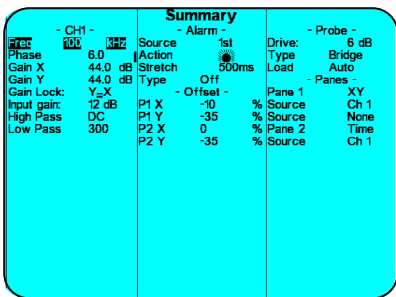 Summary
- CH1 -
Freq 100 kHz
Phase 6.0
Gain X 44.0 dB
Gain Y 44.0 dB
Gain Lock: Y=X
Input gain: 12 dB
High Pass DC
Low Pass 300
- Alarm -
Source 1st
Action
Stretch 500ms
Type Off
- Offset -
P1 X -10 %
P1 Y -35 %
P2 X 0 %
P2 Y -35 %
- Probe -
Drive: 6 dB
Type Bridge
Load Auto
- Panes -
Pane 1 XY
Source Ch 1
Source None
Pane 2 Time
Source Ch 1